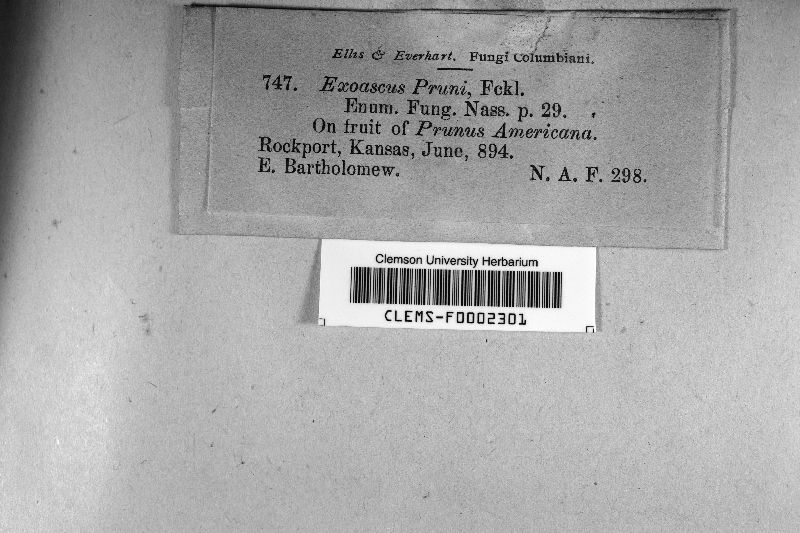 Ellis & Everhart. Fungi Columbiani.
747. Exoascus Pruni, Fckl.
Enum. Fung. Nass. p. 29.
On fruit of Prunus Americana.
Rockport, Kansas, June, 894.
E. Bartholomew. N. A. F. 298.
Clemson University Herbarium
CLEMS-F0002301